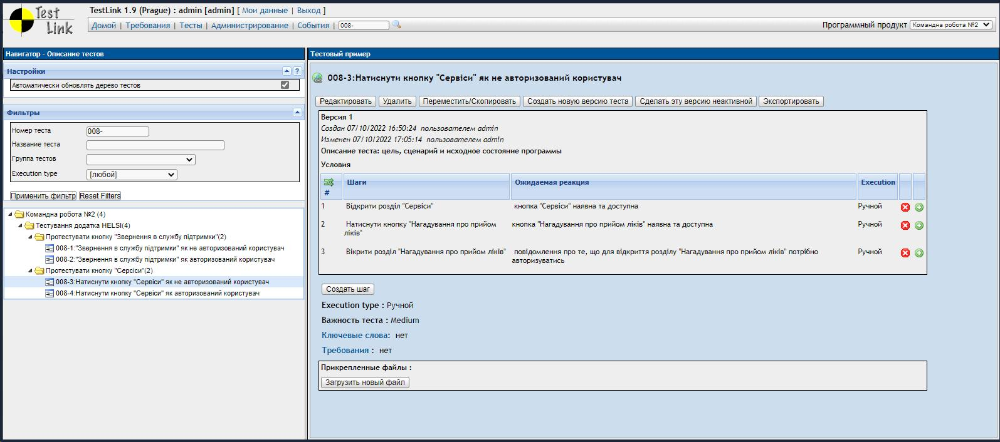 Test Link
TestLink 1.9 (Prague) : admin [admin] [ Мои данные | Выход ]
Домой | Требования | Тесты | Администрирование | События | 008-
Программный продукт Командна робота №2
Навигатор - Описание тестов
Настройки ?
Автоматически обновлять дерево тестов
Фильтры
Номер теста 008-
Название теста
Группа тестов
Execution type [любой]
Применить фильтр Reset Filters
Командна робота №2 (4)
Тестування додатка HELSI(4)
Протестувати кнопку "Звернення в службу підтримки"(2)
008-1:"Звернення в службу підтримки" як не авторизований користувач
008-2:"Звернення в службу підтримки" як авторизований користувач
Протестувати кнопку "Серсіси"(2)
008-3:Натиснути кнопку "Сервіси" як не авторизований користувач
008-4:Натиснути кнопку "Сервіси" як авторизований користувач
Тестовый пример
008-3:Натиснути кнопку "Сервіси" як не авторизований користувач
Редактировать Удалить Переместить/Скопировать Создать новую версию теста Сделать эту версию неактивной Экспортировать
Версия 1
Создан 07/10/2022 16:50:24 пользователем admin
Изменен 07/10/2022 17:05:14 пользователем admin
Описание теста: цель, сценарий и исходное состояние программы
Условия
# Шаги Ожидаемая реакция Execution
1 Відкрити розділ "Сервіси" кнопка "Сервіси" наявна та доступна Ручной
2 Натиснути кнопку "Нагадування про прийом кнопка "Нагадування про прийом ліків" наявна та доступна Ручной
ліків"
3 Вікрити розділ "Нагадування про прийом ліків" повідомлення про те, що для відкриття розділу "Нагадування про прийом ліків" потрібно Ручной
авторизуватись
Создать шаг
Execution type : Ручной
Важность теста : Medium
Ключевые слова: нет
Требования : нет
Прикрепленные файлы :
Загрузить новый файл